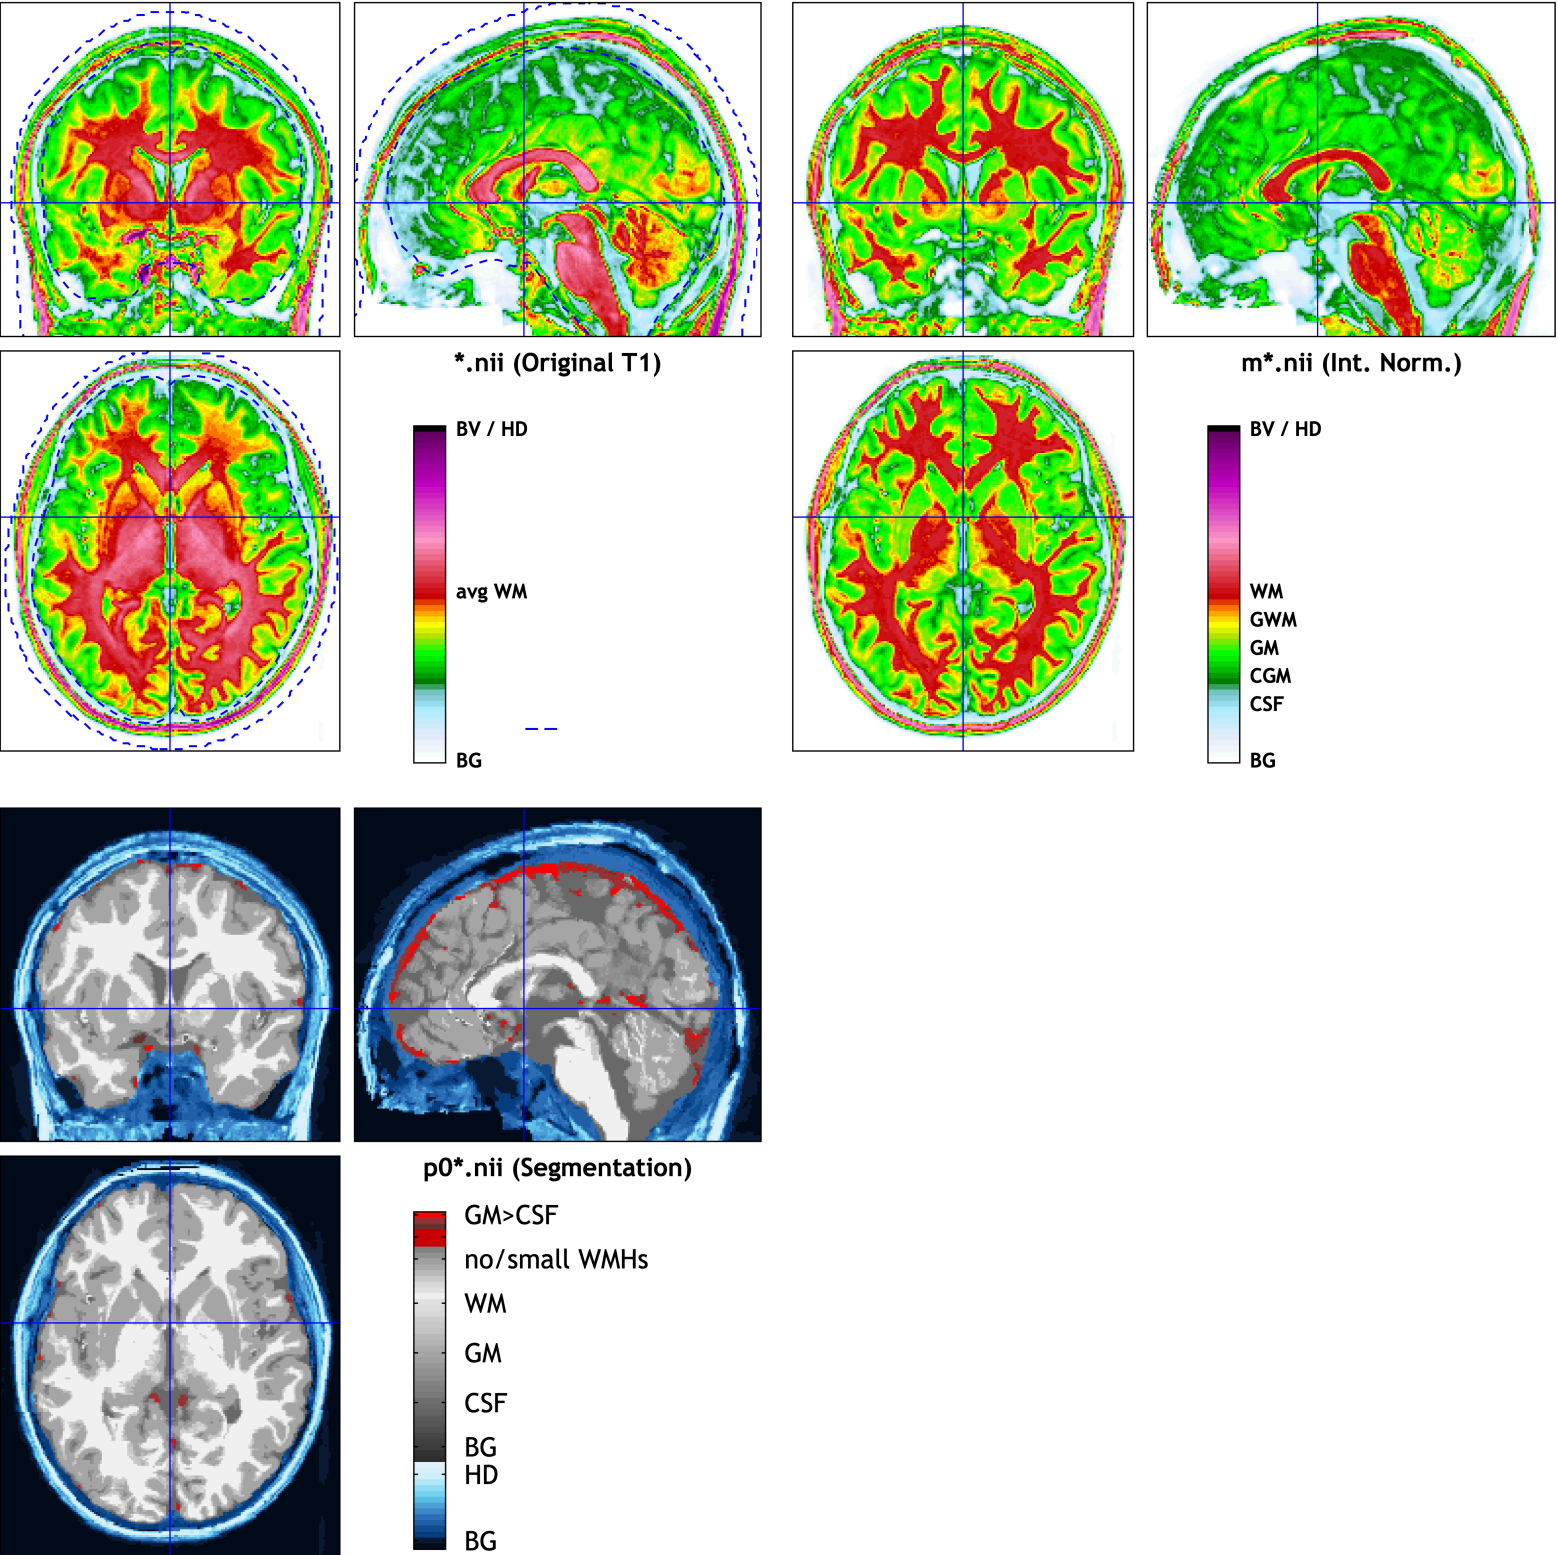 *.nii (Original T1)
BV / HD
avg WM
BG
m*.nii (Int. Norm.)
BV / HD
WM
GWM
GM
CGM
CSF
BG
p0*.nii (Segmentation)
GM>CSF
no/small WMHs
WM
GM
CSF
BG
HD
BG